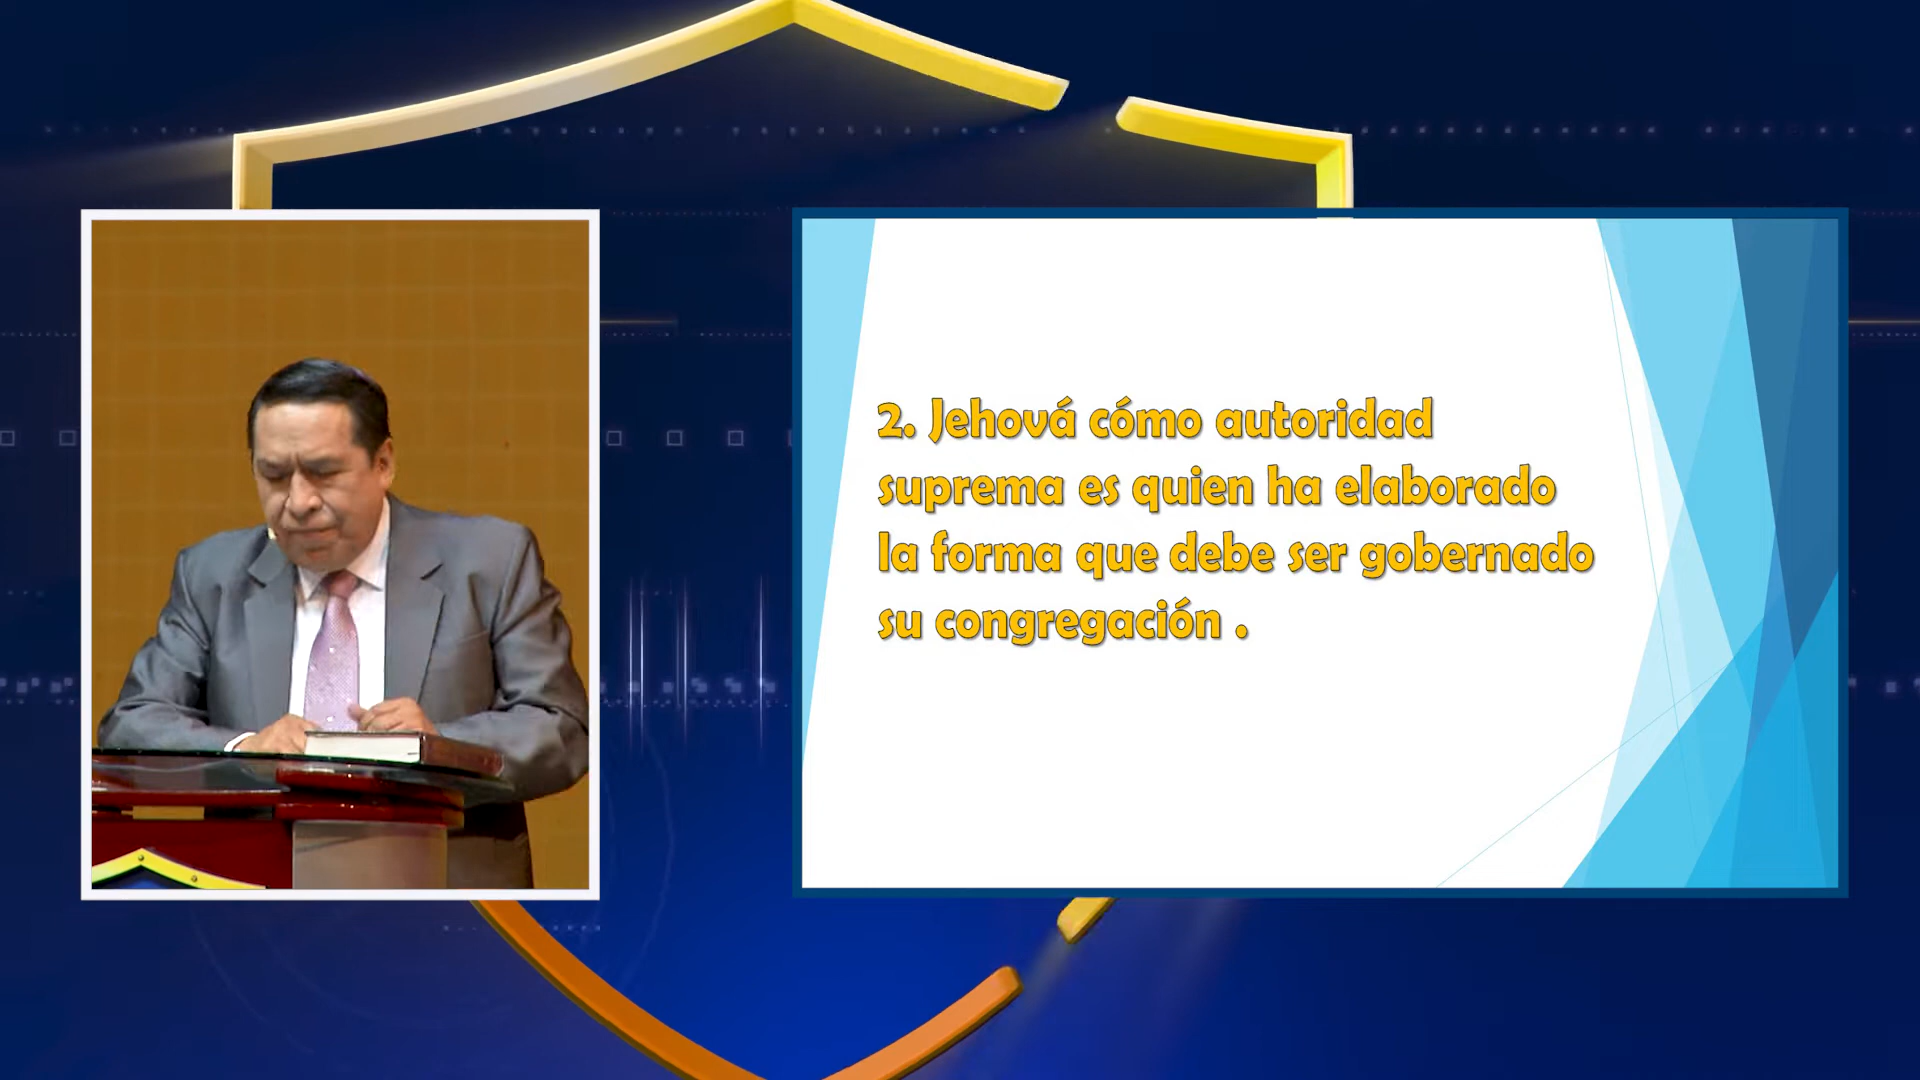 2. Jehová cómo autoridad
suprema es quien ha elaborado
la forma que debe ser gobernado
su congregación .